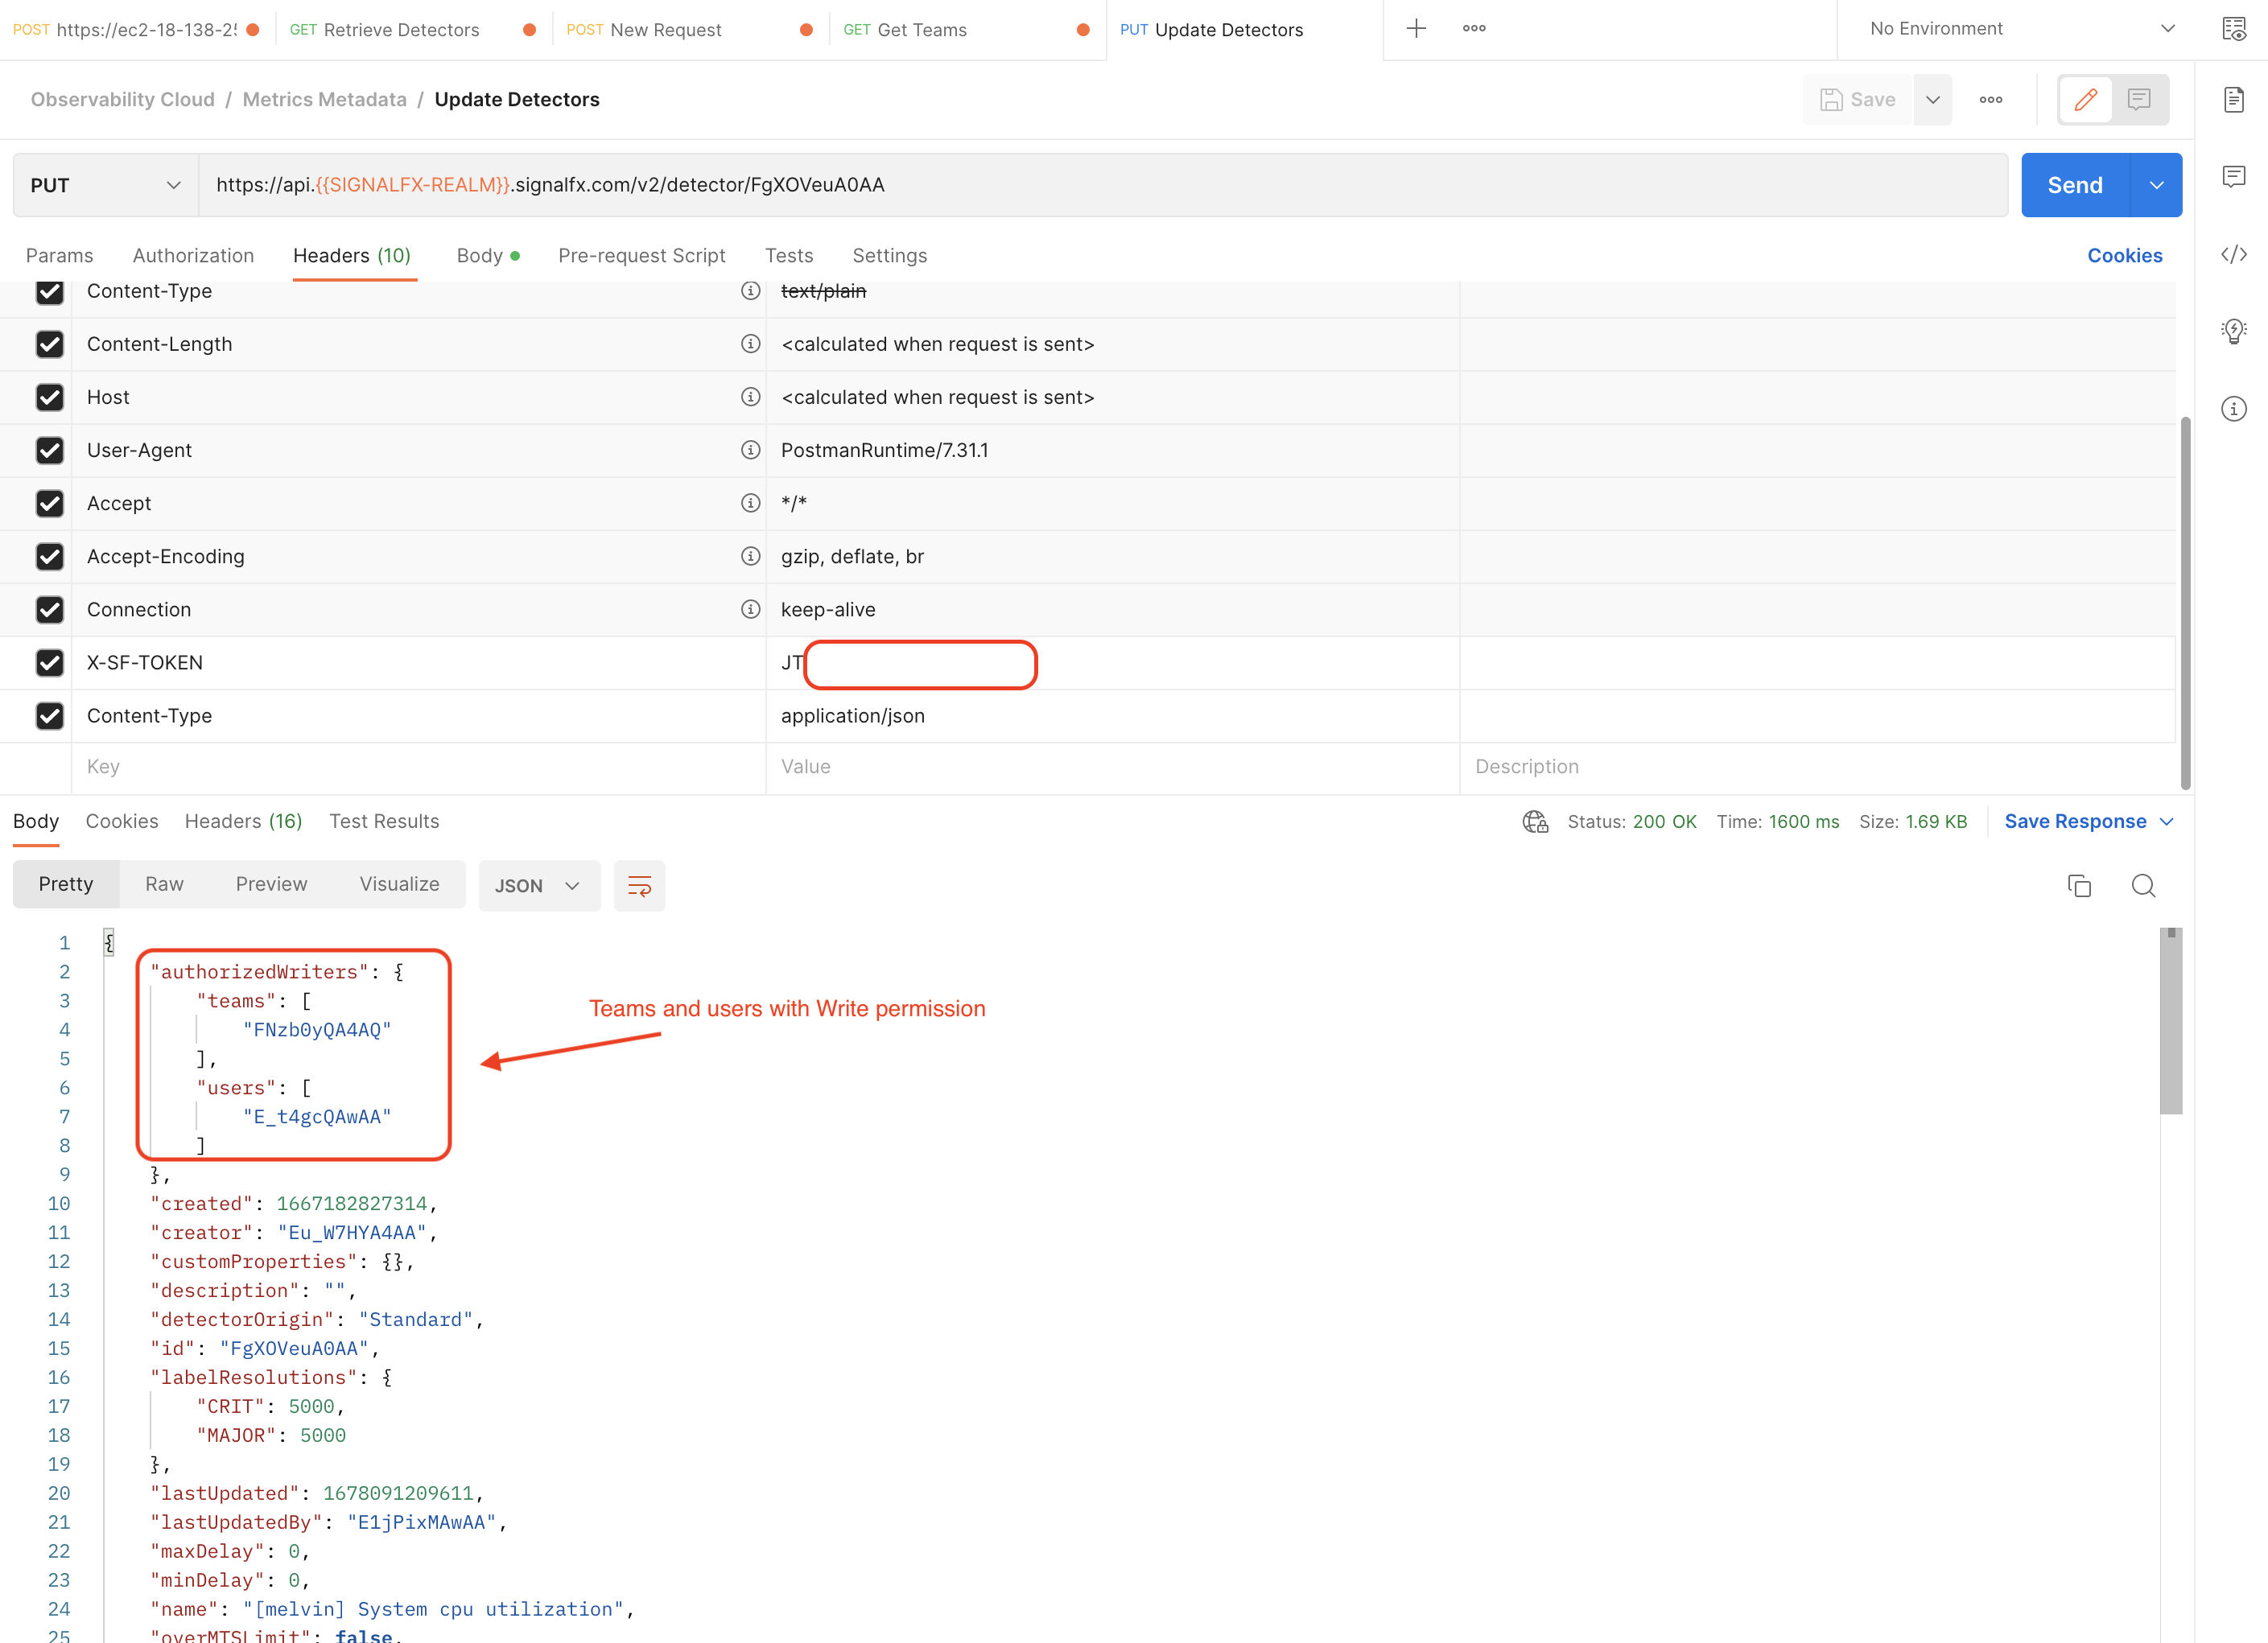 POST https://ec2-18-138-25 GET Retrieve Detectors POST New Request GET Get Teams PUT Update Detectors No Environment
Observability Cloud / Metrics Metadata / Update Detectors Save
PUT https://api.{{SIGNALFX-REALM}}.signalfx.com/v2/detector/FgXOVeuA0AA Send
Params Authorization Headers (10) Body Pre-request Script Tests Settings Cookies
Content-Type text/plain
Content-Length <calculated when request is sent>
Host <calculated when request is sent>
User-Agent PostmanRuntime/7.31.1
Accept */*
Accept-Encoding gzip, deflate, br
Connection keep-alive
X-SF-TOKEN JT
Content-Type application/json
Key Value Description
Body Cookies Headers (16) Test Results Status: 200 OK Time: 1600 ms Size: 1.69 KB Save Response
Pretty Raw Preview Visualize JSON
1 {
2 "authorizedWriters": {
3 "teams": [
Teams and users with Write permission
4 "FNzb0yQA4AQ"
5 ],
6 "users": [
7 "E_t4gcQAwAA"
8 ]
9 },
10 "created": 1667182827314,
11 "creator": "Eu_W7HYA4AA",
12 "customProperties": {},
13 "description": "",
14 "detectorOrigin": "Standard",
15 "id": "FgXOVeuA0AA",
16 "labelResolutions": {
17 "CRIT": 5000,
18 "MAJOR": 5000
19 },
20 "lastUpdated": 1678091209611,
21 "lastUpdatedBy": "E1jPixMAwAA",
22 "maxDelay": 0,
23 "minDelay": 0,
24 "name": "[melvin] System cpu utilization",
25 "overMTSLimit": false,